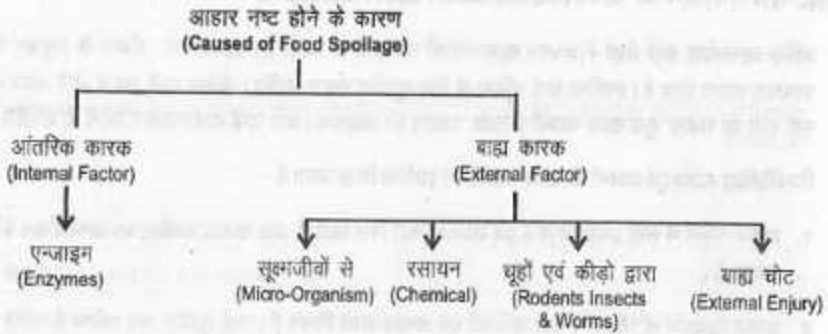 आहार नष्ट होने के कारण
(Caused of Food Spoilage)
आंतरिक कारक
(Internal Factor)
बाह्य कारक
(External Factor)
एन्जाइम
(Enzymes)
सूक्ष्मजीवों से
(Micro-Organism)
रसायन
(Chemical)
चूहों एवं कीड़ो द्वारा
(Rodents Insects
& Worms)
बाह्य चोट
(External Enjury)